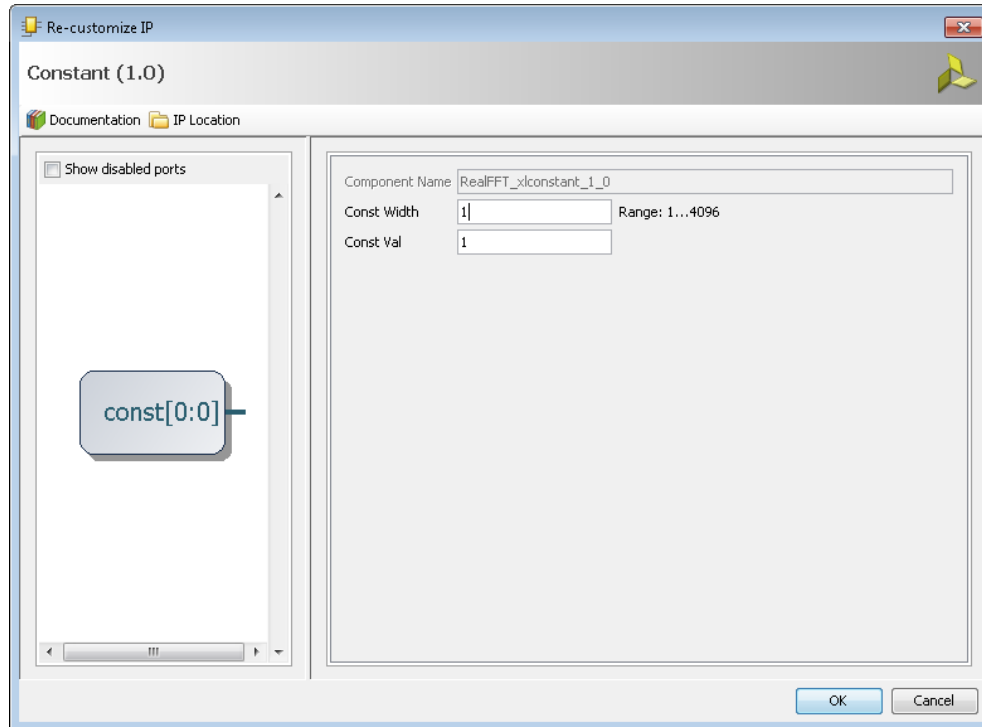 Re-customize IP
Constant (1.0)
Documentation IP Location
Show disabled ports
const[0:0]
Component Name RealFFT_xlconstant_1_0
Const Width 1 Range: 1...4096
Const Val 1
OK Cancel